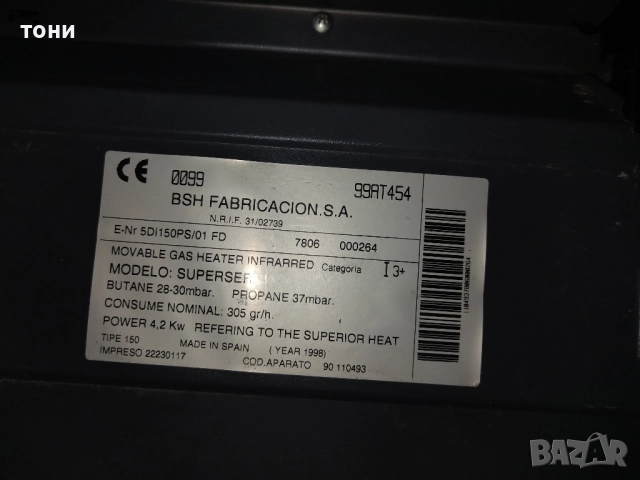 ТОНИ
CE 0099 99AT454
BSH FABRICACION.S.A.
N.R.I.F. 31/02739
E-Nr 5DI150PS/01 FD 7806 000264
MOVABLE GAS HEATER INFRARRED Categoria I3+
MODELO: SUPERSER
BUTANE 28-30mbar. PROPANE 37mbar.
CONSUME NOMINAL: 305 gr/h.
POWER 4,2 Kw REFERING TO THE SUPERIOR HEAT
TIPE 150 MADE IN SPAIN ( YEAR 1998)
IMPRESO 22230117 COD.APARATO 90 110493
BAZAR